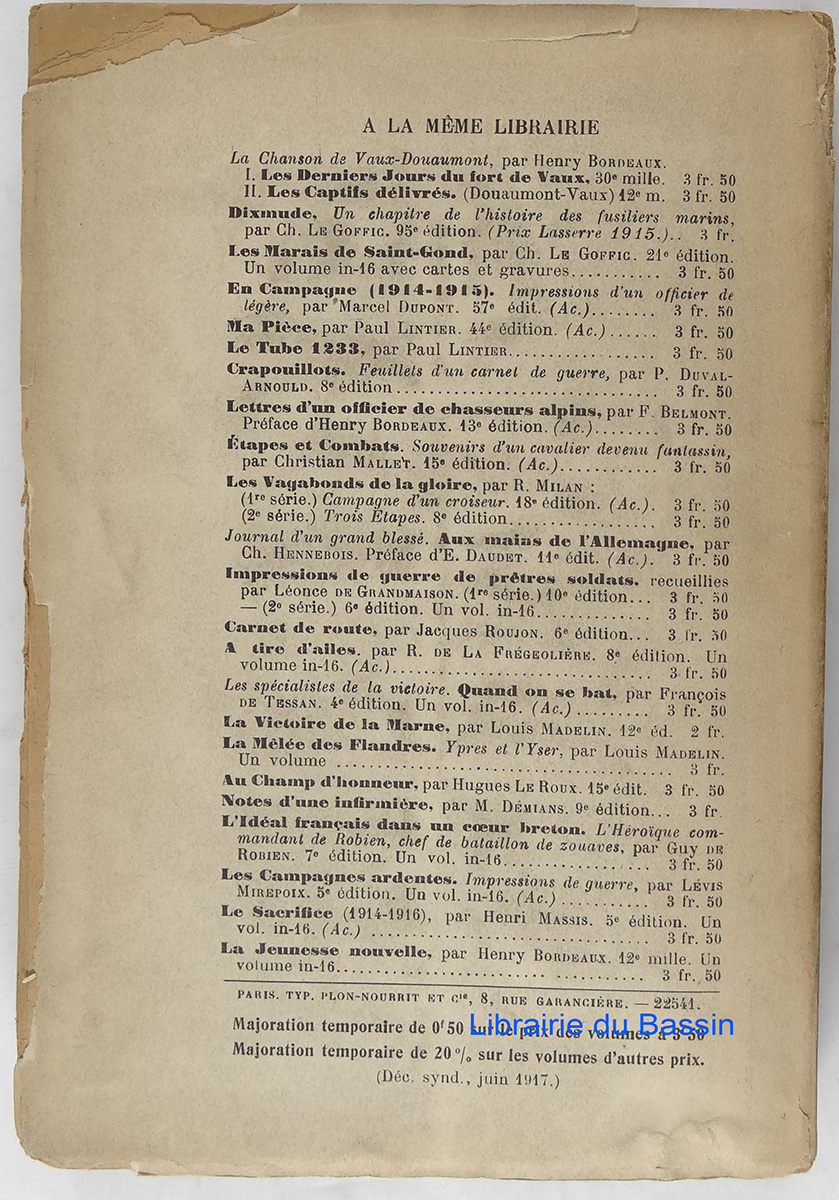 A LA MÊME LIBRAIRIE
La Chanson de Vaux-Douaumont, par Henry BORDEAUX.
I. Les Derniers Jours du fort de Vaux. 30e mille. 3 fr. 50
II. Les Captifs délivrés. (Douaumont-Vaux) 12e m. 3 fr. 50
Dixmude, Un chapitre de l'histoire des fusiliers marins,
par Ch. LE GOFFIC. 95e édition. (Prix Lasserre 1915.).. 3 fr.
Les Marais de Saint-Gond, par Ch. LE GOFFIC. 21e édition.
Un volume in-16 avec cartes et gravures........... 3 fr. 50
En Campagne (1914-1915). Impressions d'un officier de
légère, par Marcel DUPONT. 57e édit. (Ac.)........ 3 fr. 50
Ma Pièce, par Paul LINTIER. 44e édition. (Ac.)...... 3 fr. 50
Le Tube 1233, par Paul LINTIER.................. 3 fr. 50
Crapouillots. Feuillets d'un carnet de guerre, par P. DUVAL-
ARNOULD. 8e édition................................ 3 fr. 50
Lettres d'un officier de chasseurs alpins, par F. BELMONT.
Préface d'Henry BORDEAUX. 13e édition. (Ac.)........ 3 fr. 50
Étapes et Combats. Souvenirs d'un cavalier devenu fantassin,
par Christian MALLET. 15e édition. (Ac.)............ 3 fr. 50
Les Vagabonds de la gloire, par R. MILAN :
(1re série.) Campagne d'un croiseur. 18e édition. (Ac.). 3 fr. 50
(2e série.) Trois Étapes. 8e édition.................. 3 fr. 50
Journal d'un grand blessé. Aux mains de l'Allemagne, par
Ch. HENNEBOIS. Préface d'E. DAUDET. 11e édit. (Ac.). 3 fr. 50
Impressions de guerre de prêtres soldats, recueillies
par Léonce DE GRANDMAISON. (1re série.) 10e édition... 3 fr. 50
— (2e série.) 6e édition. Un vol. in-16.............. 3 fr. 50
Carnet de route, par Jacques ROUJON. 6e édition... 3 fr. 50
A tire d'ailes, par R. DE LA FRÉGEOLIÈRE. 8e édition. Un
volume in-16. (Ac.)................................ 3 fr. 50
Les spécialistes de la victoire. Quand on se bat, par François
DE TESSAN. 4e édition. Un vol. in-16. (Ac.)......... 3 fr. 50
La Victoire de la Marne, par Louis MADELIN. 12e éd. 2 fr.
La Mêlée des Flandres. Ypres et l'Yser, par Louis MADELIN.
Un volume ........................................ 3 fr.
Au Champ d'honneur, par Hugues LE ROUX. 15e édit. 3 fr. 50
Notes d'une infirmière, par M. DÉMIANS. 9e édition... 3 fr.
L'Idéal français dans un cœur breton. L'Héroïque com-
mandant de Robien, chef de bataillon de zouaves, par Guy DE
ROBIEN. 7e édition. Un vol. in-16.................. 3 fr. 50
Les Campagnes ardentes. Impressions de guerre, par LÉVIS
MIREPOIX. 5e édition. Un vol. in-16. (Ac.)........... 3 fr. 50
Le Sacrifice (1914-1916), par Henri MASSIS. 5e édition. Un
vol. in-16. (Ac.) .................................. 3 fr. 50
La Jeunesse nouvelle, par Henry BORDEAUX. 12e mille. Un
volume in-16...................................... 3 fr. 50
PARIS. TYP. PLON-NOURRIT ET Cie, 8, RUE GARANCIÈRE. — 22541.
Librairie du Bassin
Majoration temporaire de 0f50 sur le prix des volumes à 3 50
Majoration temporaire de 20 % sur les volumes d'autres prix.
(Déc. synd., juin 1917.)